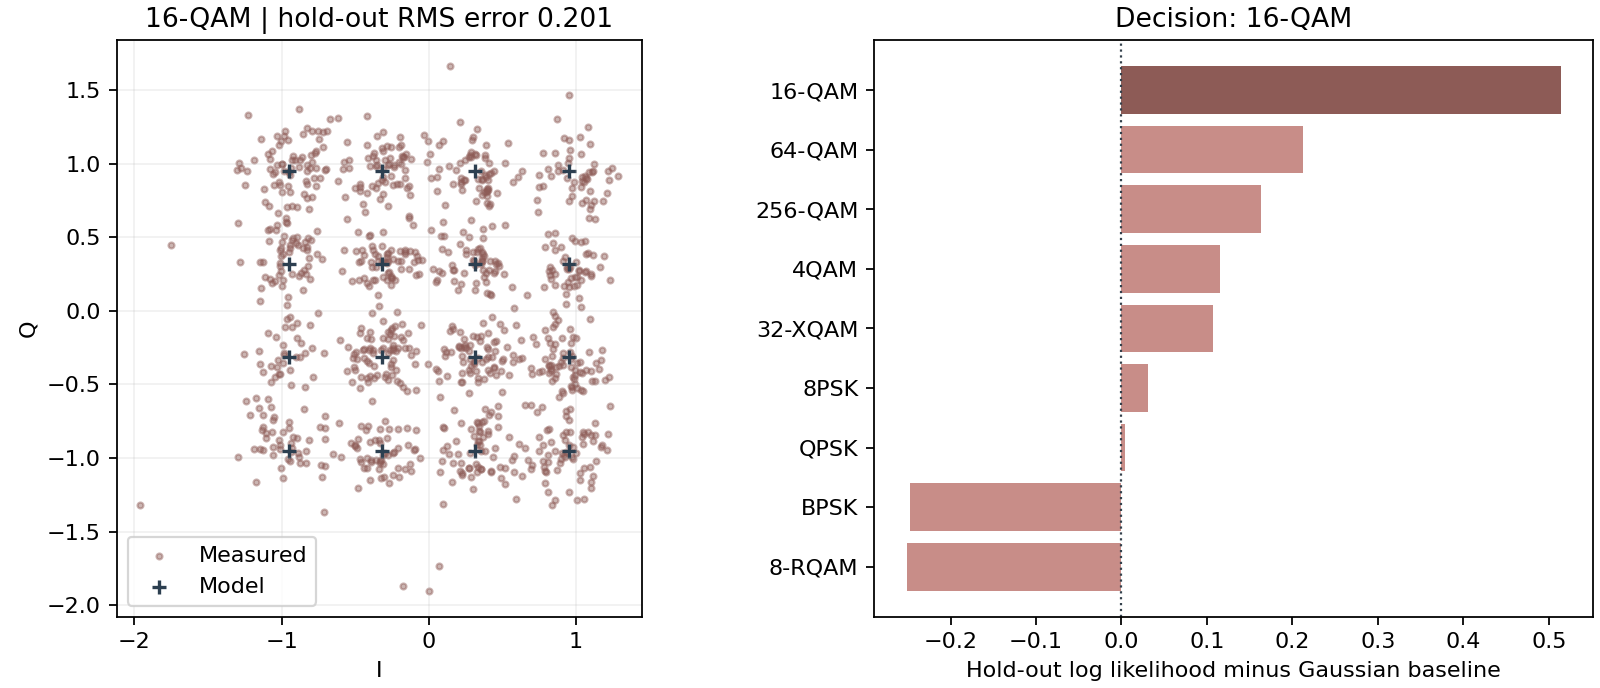 16-QAM | hold-out RMS error 0.201
1.5
1.0
0.5
0.0
−0.5
−1.0
−1.5
−2.0
Q
Measured
Model
−2
−1
0
1
I
Decision: 16-QAM
16-QAM
64-QAM
256-QAM
4QAM
32-XQAM
8PSK
QPSK
BPSK
8-RQAM
−0.2
−0.1
0.0
0.1
0.2
0.3
0.4
0.5
Hold-out log likelihood minus Gaussian baseline